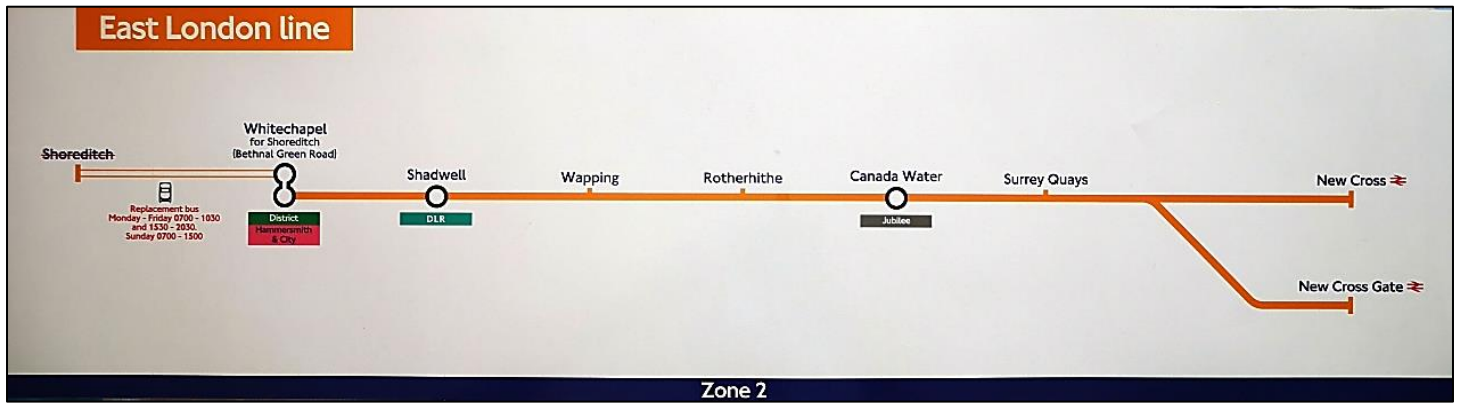 East London line
Shoreditch
Replacement bus
Monday - Friday 0700 - 1030
and 1530 - 2030.
Sunday 0700 - 1500
Whitechapel
for Shoreditch
(Bethnal Green Road)
District
Hammersmith
& City
Shadwell
DLR
Wapping
Rotherhithe
Canada Water
Jubilee
Surrey Quays
New Cross
New Cross Gate
Zone 2